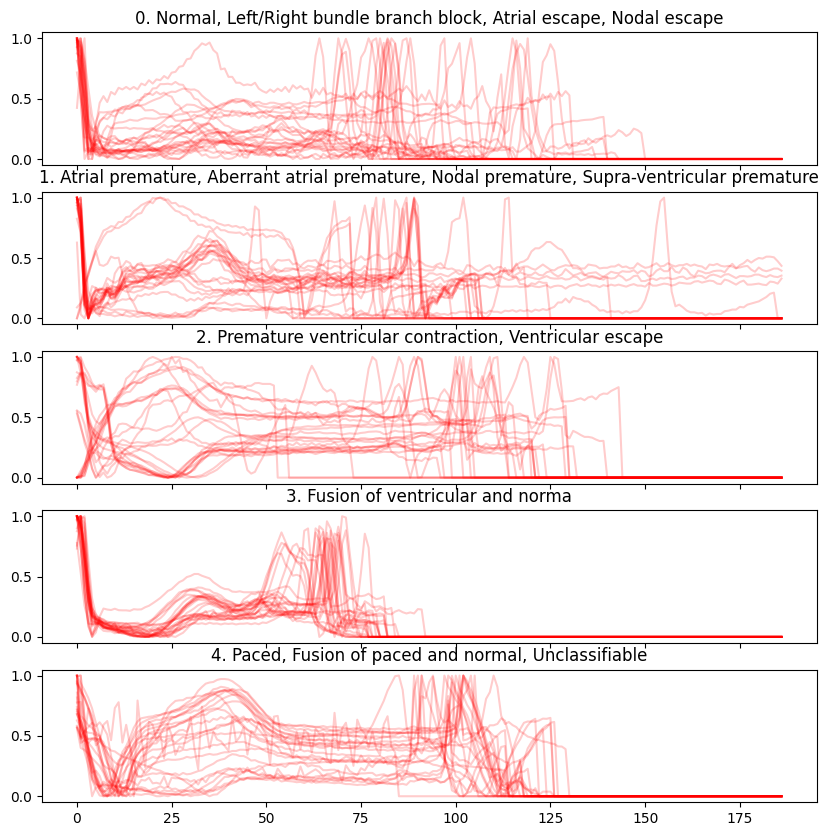 0. Normal, Left/Right bundle branch block, Atrial escape, Nodal escape
1.0
0.5
0.0
1. Atrial premature, Aberrant atrial premature, Nodal premature, Supra-ventricular premature
1.0
0.5
0.0
2. Premature ventricular contraction, Ventricular escape
1.0
0.5
0.0
3. Fusion of ventricular and norma
1.0
0.5
0.0
4. Paced, Fusion of paced and normal, Unclassifiable
1.0
0.5
0.0
0 25 50 75 100 125 150 175